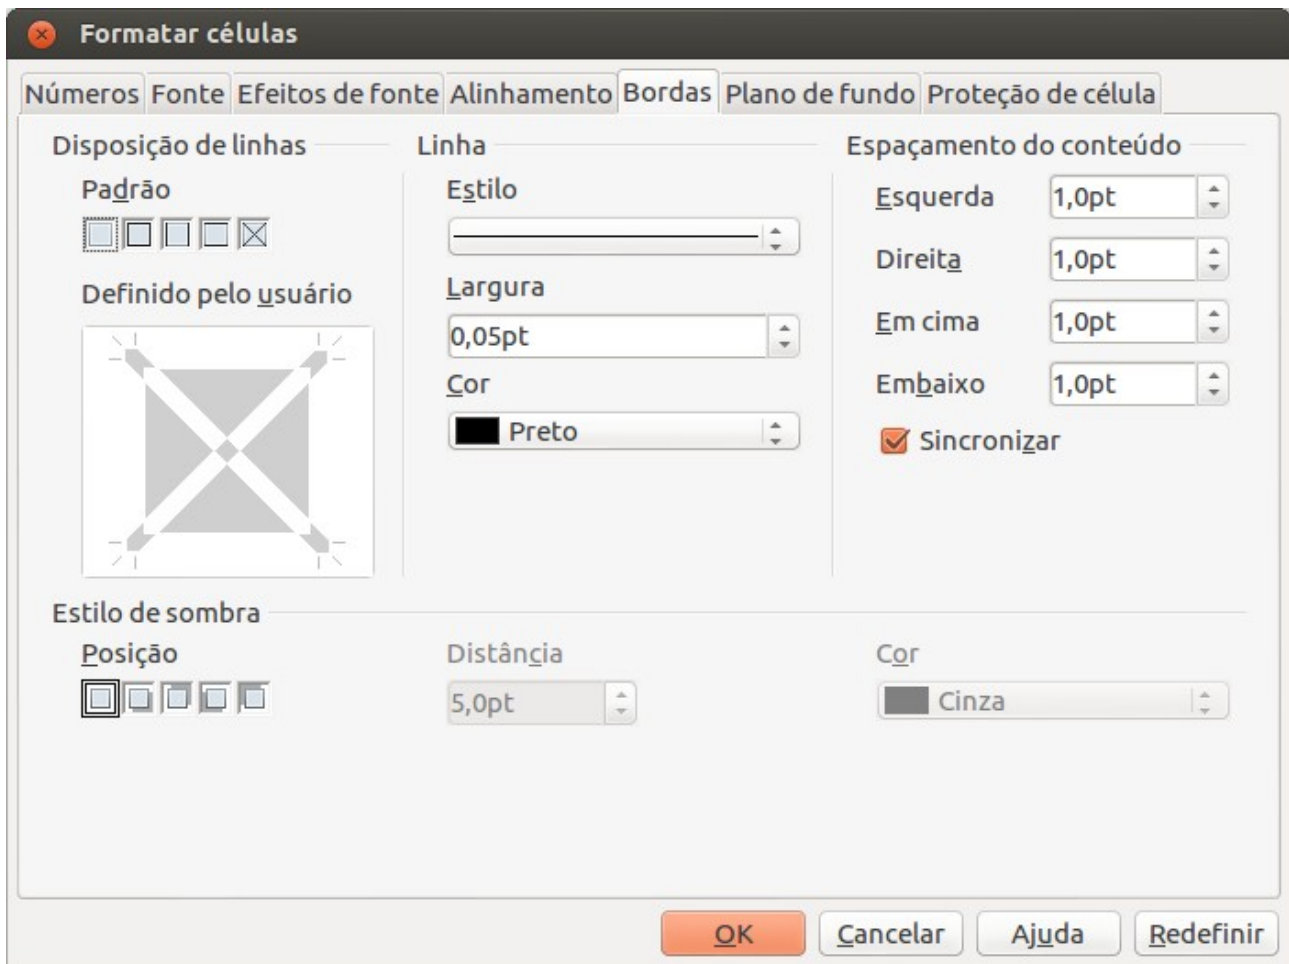 Formatar células
Números Fonte Efeitos de fonte Alinhamento Bordas Plano de fundo Proteção de célula
Disposição de linhas
Padrão
Definido pelo usuário
Linha
Estilo
Largura
0,05pt
Cor
Preto
Espaçamento do conteúdo
Esquerda 1,0pt
Direita 1,0pt
Em cima 1,0pt
Embaixo 1,0pt
Sincronizar
Estilo de sombra
Posição
Distância
5,0pt
Cor
Cinza
OK Cancelar Ajuda Redefinir